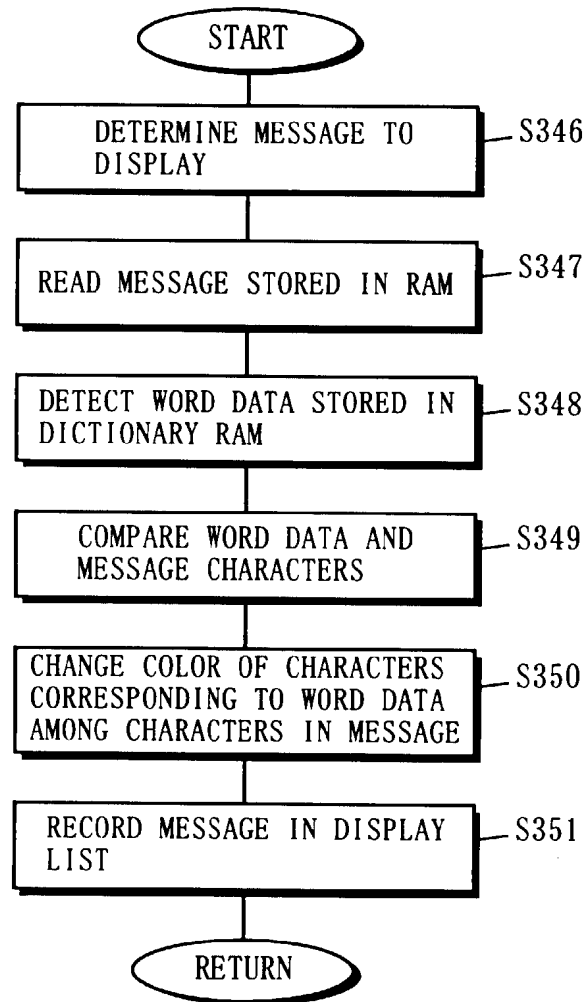 START
DETERMINE MESSAGE TO
DISPLAY
S346
READ MESSAGE STORED IN RAM
S347
DETECT WORD DATA STORED IN
DICTIONARY RAM
S348
COMPARE WORD DATA AND
MESSAGE CHARACTERS
S349
CHANGE COLOR OF CHARACTERS
CORRESPONDING TO WORD DATA
AMONG CHARACTERS IN MESSAGE
S350
RECORD MESSAGE IN DISPLAY
LIST
S351
RETURN